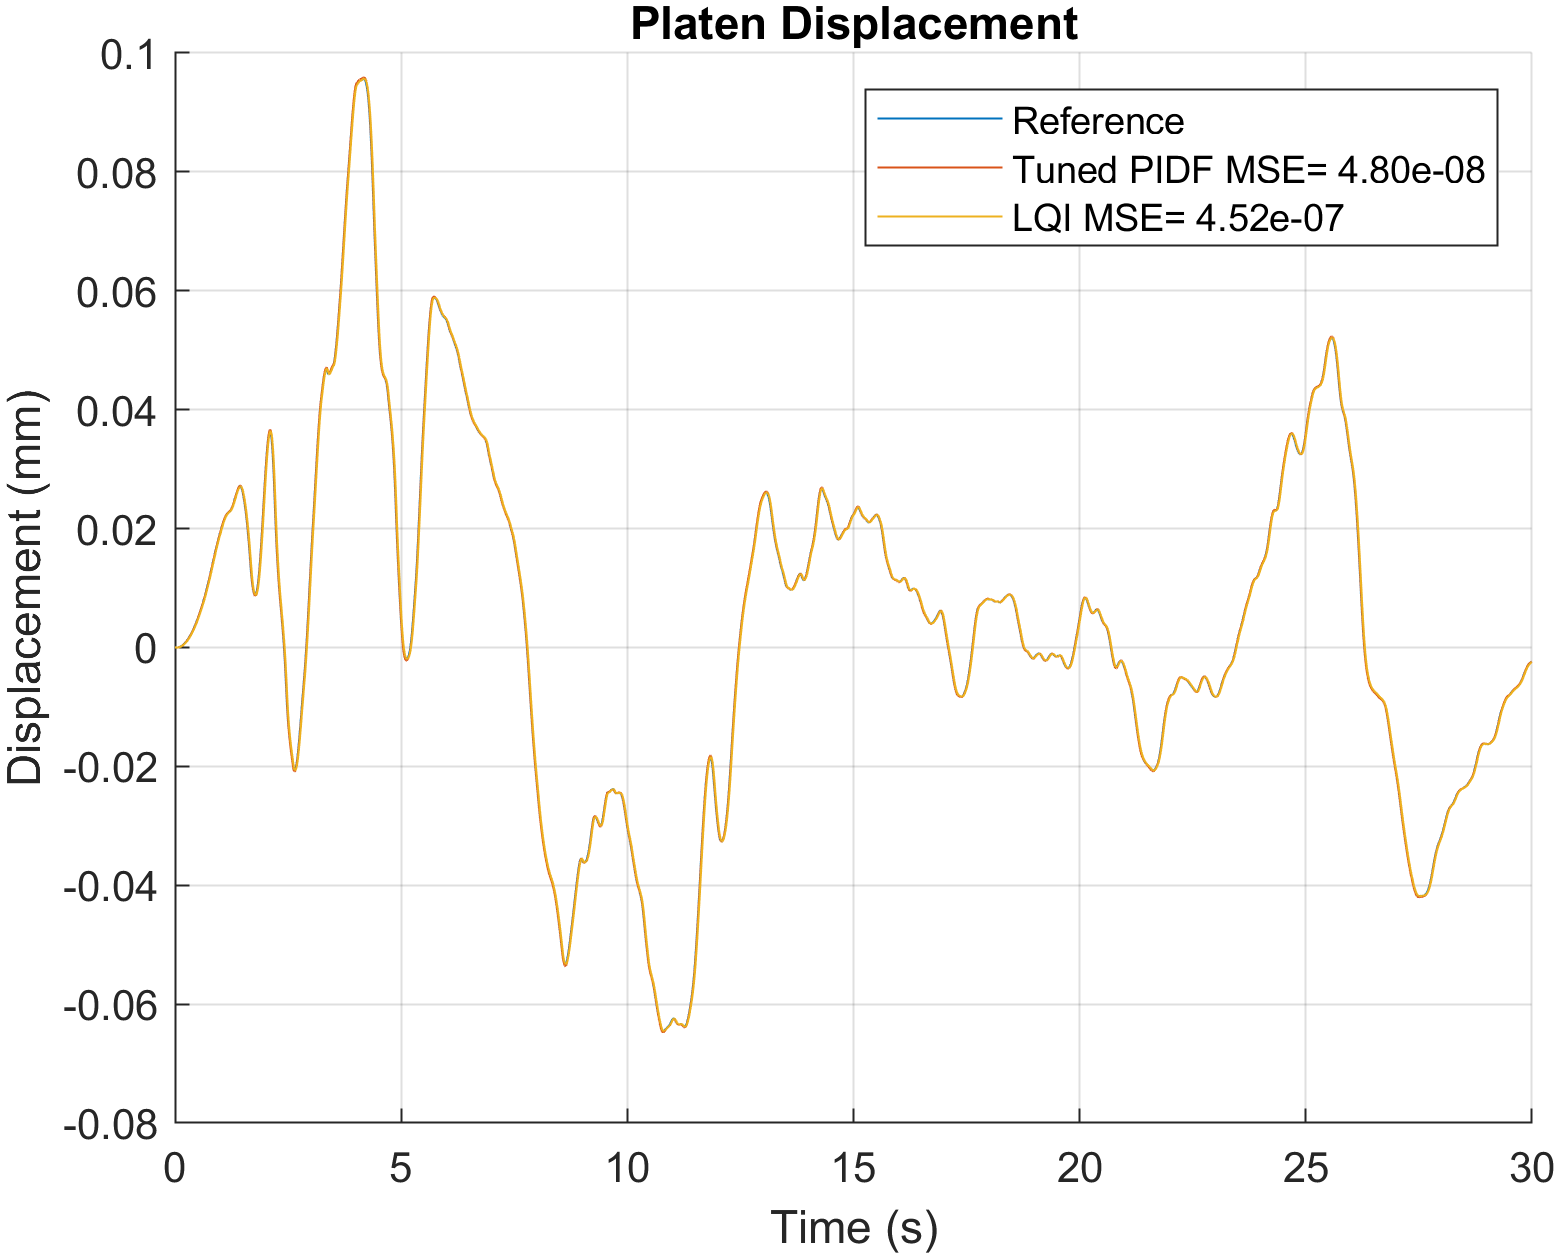 Platen Displacement
0.1
0.08
0.06
0.04
0.02
0
-0.02
-0.04
-0.06
-0.08
Displacement (mm)
Reference
Tuned PIDF MSE= 4.80e-08
LQI MSE= 4.52e-07
0 5 10 15 20 25 30
Time (s)